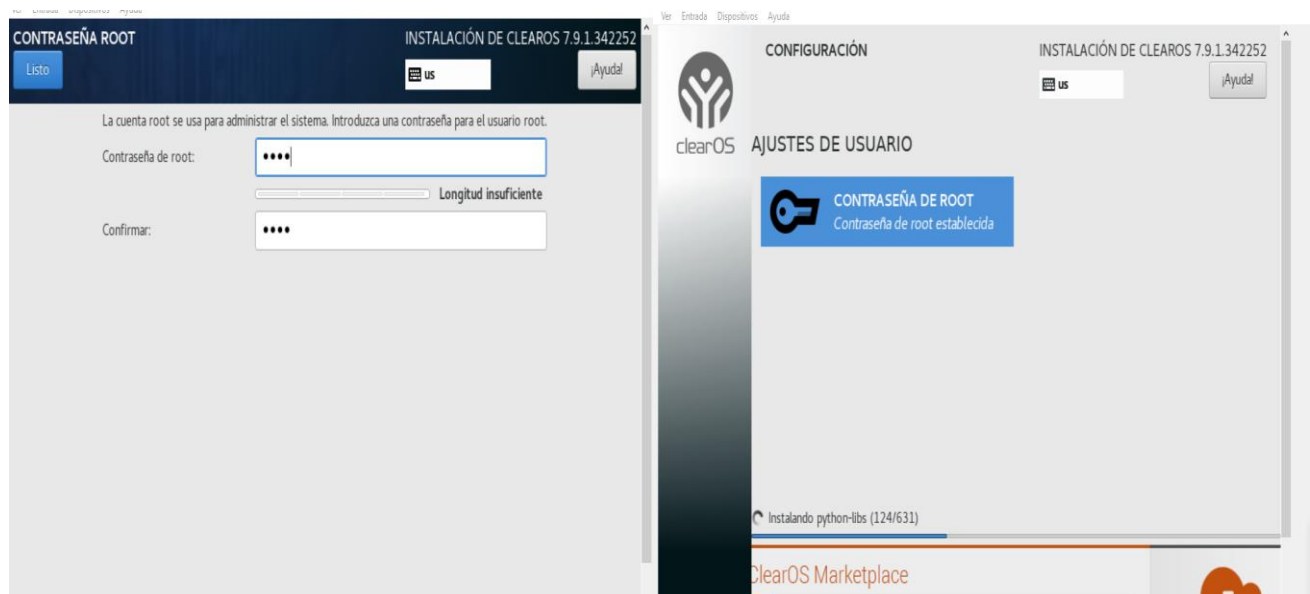 CONTRASEÑA ROOT
INSTALACIÓN DE CLEAROS 7.9.1.342252
Listo
us
¡Ayuda!
La cuenta root se usa para administrar el sistema. Introduzca una contraseña para el usuario root.
Contraseña de root:
••••
Longitud insuficiente
Confirmar:
••••
Ver Entrada Dispositivos Ayuda
clearOS
CONFIGURACIÓN
INSTALACIÓN DE CLEAROS 7.9.1.342252
us
¡Ayuda!
AJUSTES DE USUARIO
CONTRASEÑA DE ROOT
Contraseña de root establecida
Instalando python-libs (124/631)
ClearOS Marketplace